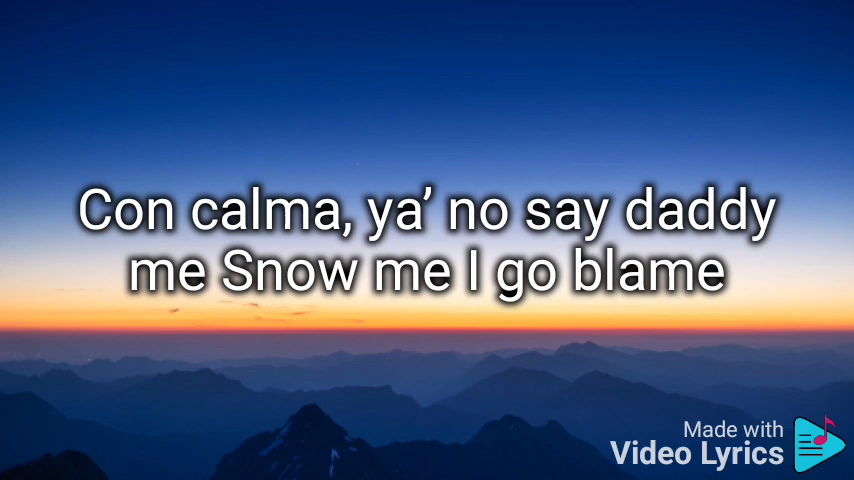 Con calma, ya’ no say daddy
me Snow me I go blame
Made with
Video Lyrics